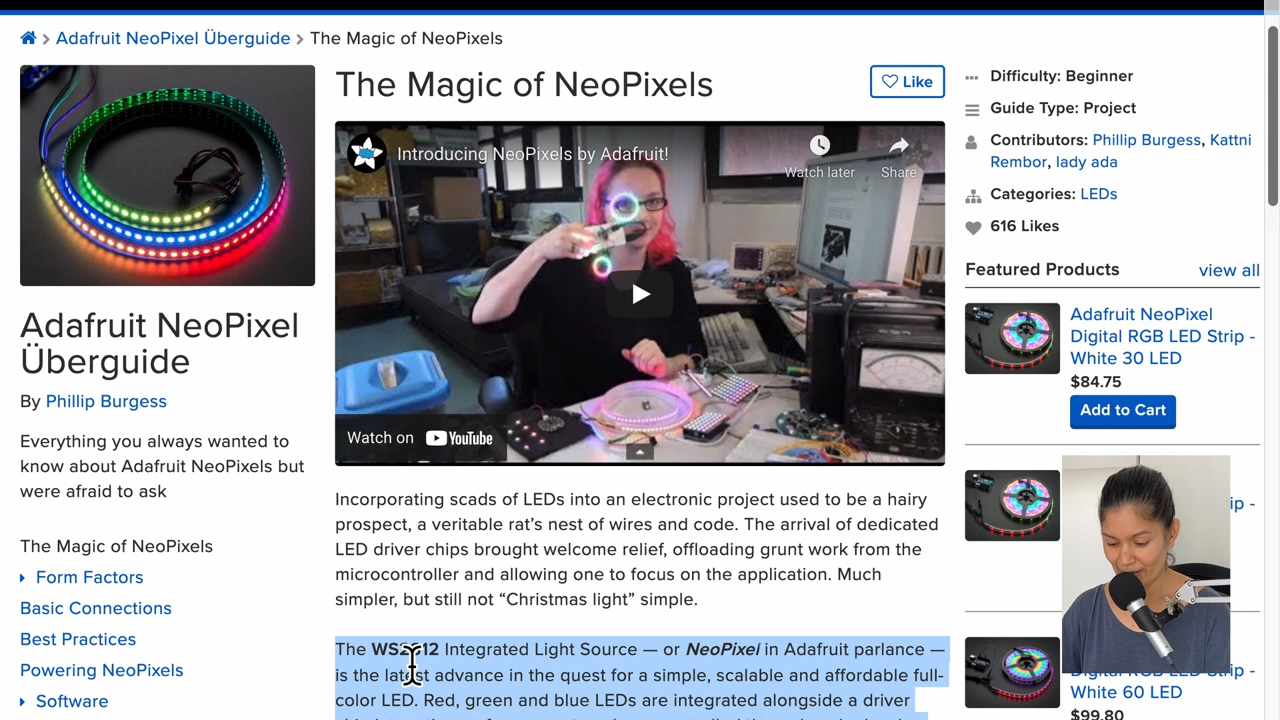 Adafruit NeoPixel Überguide
The Magic of NeoPixels
Adafruit NeoPixel
Überguide
By Phillip Burgess
Everything you always wanted to
know about Adafruit NeoPixels but
were afraid to ask
The Magic of NeoPixels
Form Factors
Basic Connections
Best Practices
Powering NeoPixels
Software
The Magic of NeoPixels
Like
Introducing NeoPixels by Adafruit!
Watch later
Share
Watch on YouTube
Incorporating scads of LEDs into an electronic project used to be a hairy
prospect, a veritable rat’s nest of wires and code. The arrival of dedicated
LED driver chips brought welcome relief, offloading grunt work from the
microcontroller and allowing one to focus on the application. Much
simpler, but still not “Christmas light” simple.
The WS2812 Integrated Light Source — or NeoPixel in Adafruit parlance —
is the latest advance in the quest for a simple, scalable and affordable full-
color LED. Red, green and blue LEDs are integrated alongside a driver
Difficulty: Beginner
Guide Type: Project
Contributors: Phillip Burgess, Kattni
Rembor, lady ada
Categories: LEDs
616 Likes
Featured Products
view all
Adafruit NeoPixel
Digital RGB LED Strip -
White 30 LED
$84.75
Add to Cart
White 60 LED
$99.80